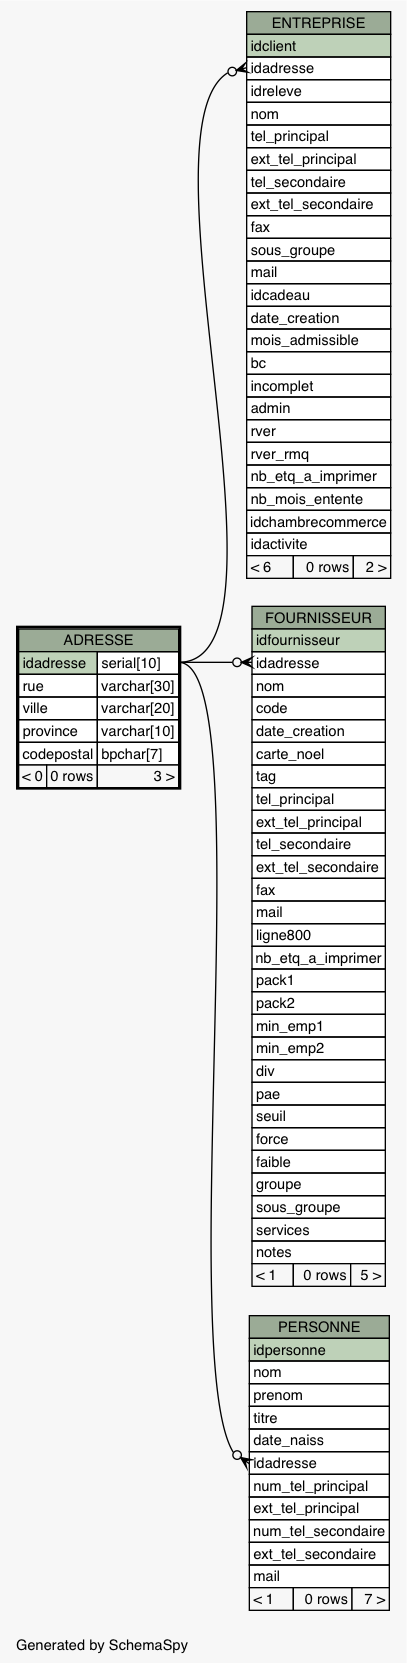 ENTREPRISE
idclient
idadresse
idreleve
nom
tel_principal
ext_tel_principal
tel_secondaire
ext_tel_secondaire
fax
sous_groupe
mail
idcadeau
date_creation
mois_admissible
bc
incomplet
admin
rver
rver_rmq
nb_etq_a_imprimer
nb_mois_entente
idchambrecommerce
idactivite
< 6 0 rows 2 >
ADRESSE
idadresse serial[10]
rue varchar[30]
ville varchar[20]
province varchar[10]
codepostal bpchar[7]
< 0 0 rows 3 >
FOURNISSEUR
idfournisseur
idadresse
nom
code
date_creation
carte_noel
tag
tel_principal
ext_tel_principal
tel_secondaire
ext_tel_secondaire
fax
mail
ligne800
nb_etq_a_imprimer
pack1
pack2
min_emp1
min_emp2
div
pae
seuil
force
faible
groupe
sous_groupe
services
notes
< 1 0 rows 5 >
PERSONNE
idpersonne
nom
prenom
titre
date_naiss
idadresse
num_tel_principal
ext_tel_principal
num_tel_secondaire
ext_tel_secondaire
mail
< 1 0 rows 7 >
Generated by SchemaSpy